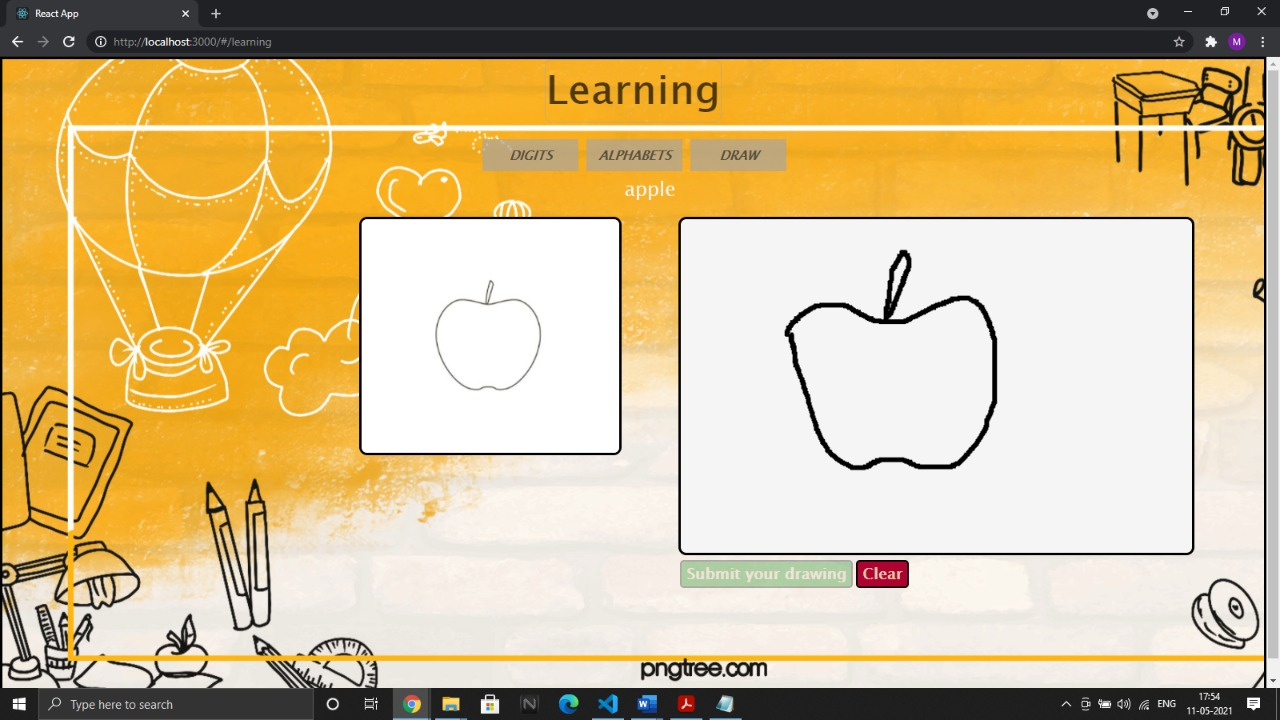 React App
http://localhost:3000/#/learning
M
Learning
DIGITS ALPHABETS DRAW
apple
Submit your drawing Clear
pngtree.com
Type here to search
N
W
ENG
17:54
11-05-2021